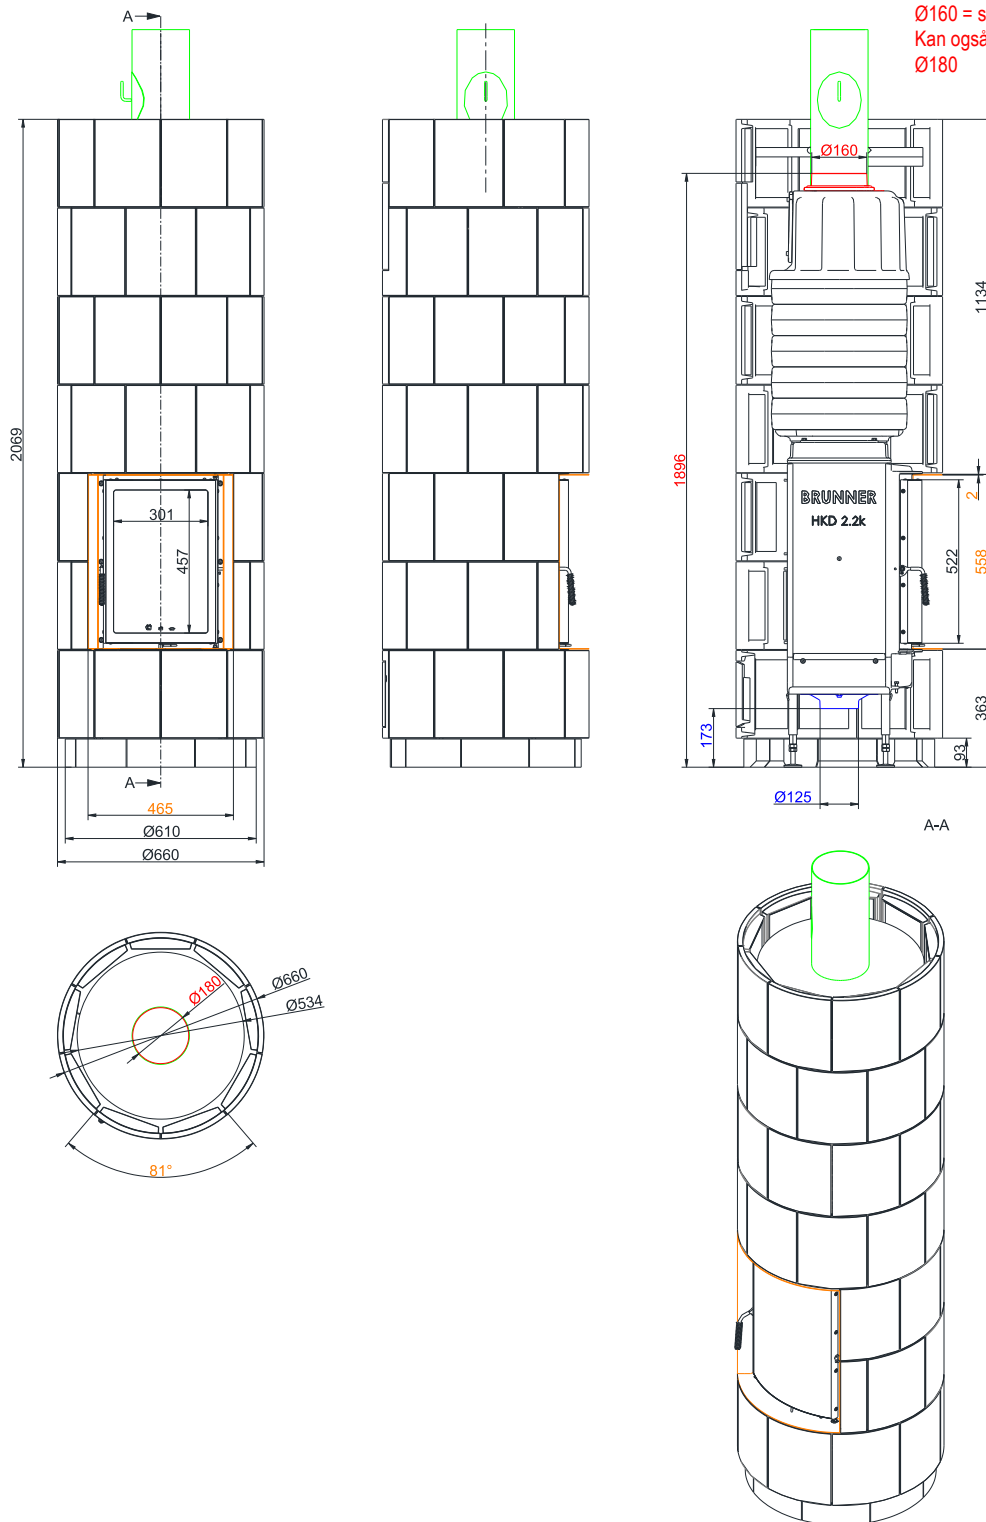 A
Ø160 = s
Kan også
Ø180
Ø160
2069
1134
1896
301
457
BRUNNER
HKD 2.2k
2
522
558
363
173
93
A
465
Ø125
Ø610
Ø660
A-A
Ø180
Ø660
Ø534
81°